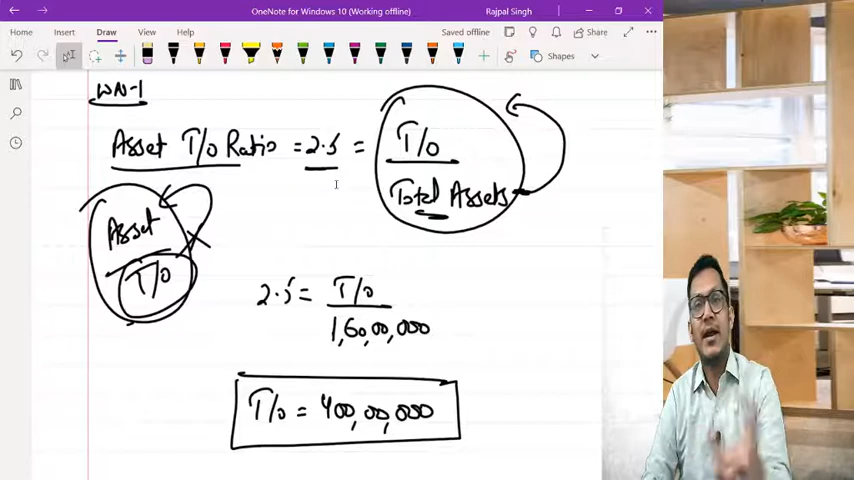 OneNote for Windows 10 (Working offline)
Rajpal Singh
Home Insert Draw View Help
Saved offline
Share
Shapes
WN-1
Asset T/o Ratio = 2.5 = T/o
Total Assets
Asset
T/o
2.5 = T/o
1,60,00,000
T/o = 400,00,000